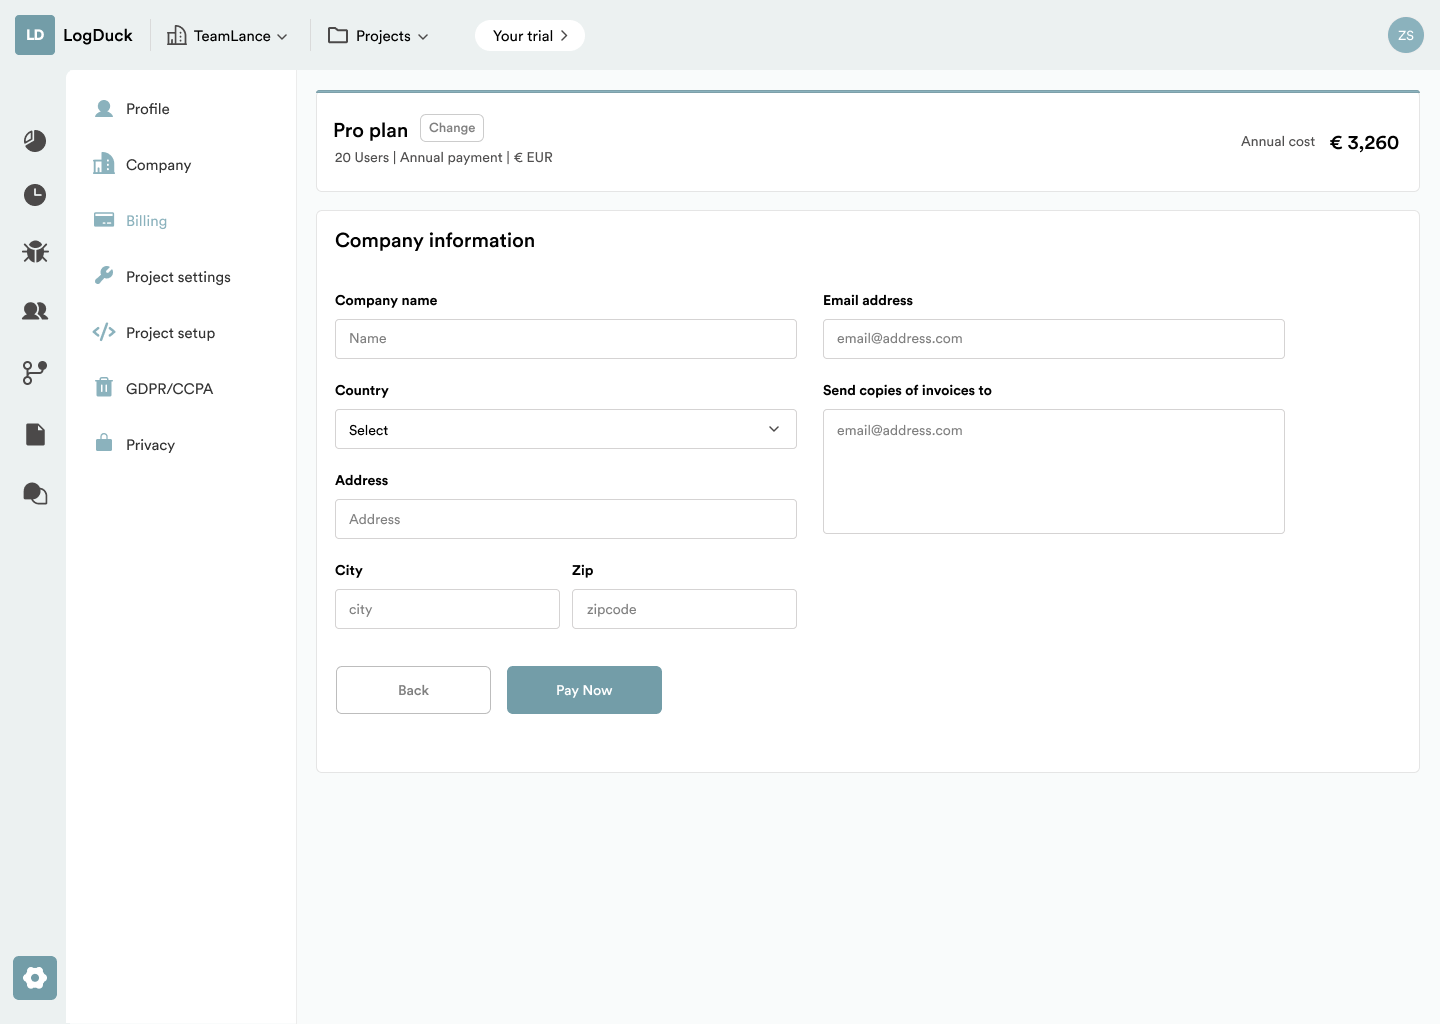 LD
LogDuck
TeamLance
Projects
Your trial
ZS
Profile
Company
Billing
Project settings
Project setup
GDPR/CCPA
Privacy
Pro plan
Change
20 Users | Annual payment | € EUR
Annual cost
€ 3,260
Company information
Company name
Name
Email address
email@address.com
Country
Select
Send copies of invoices to
email@address.com
Address
Address
City
city
Zip
zipcode
Back
Pay Now